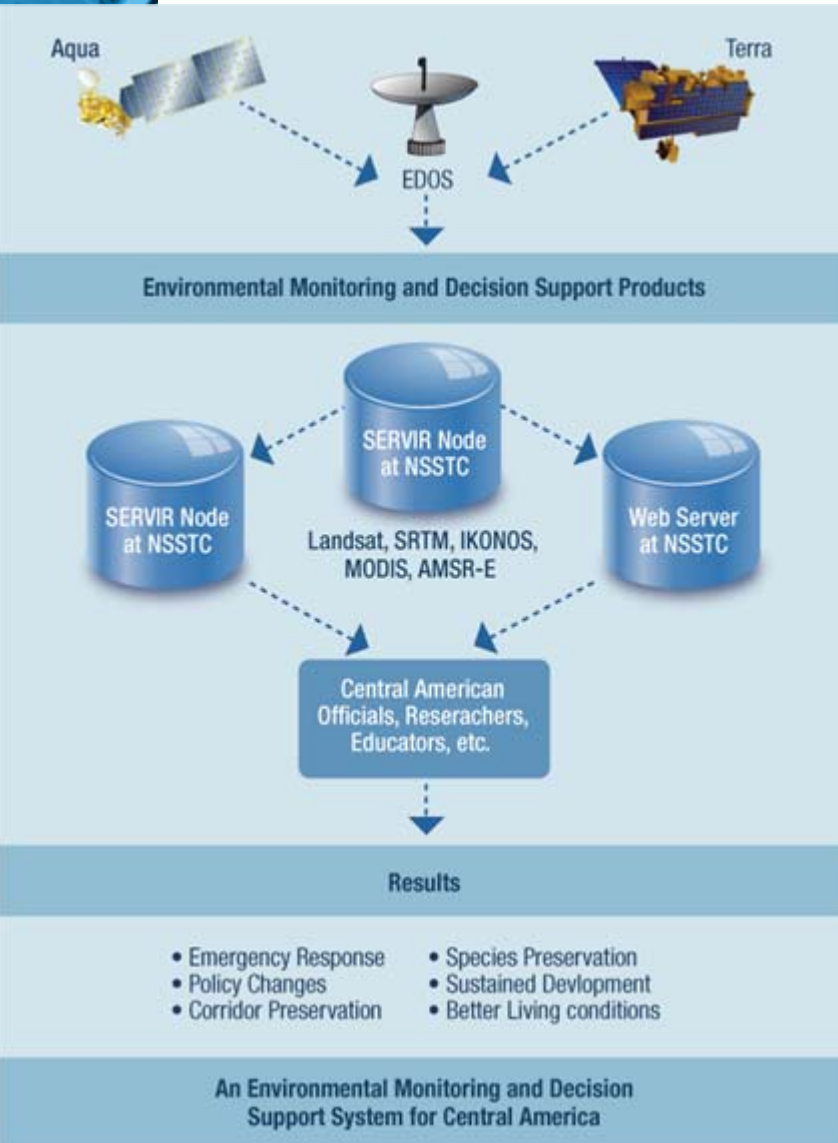 Aqua
Terra
EDOS
Environmental Monitoring and Decision Support Products
SERVIR Node
at NSSTC
SERVIR Node
at NSSTC
Web Server
at NSSTC
Landsat, SRTM, IKONOS,
MODIS, AMSR-E
Central American
Officials, Reserachers,
Educators, etc.
Results
• Emergency Response
• Policy Changes
• Corridor Preservation
• Species Preservation
• Sustained Devlopment
• Better Living conditions
An Environmental Monitoring and Decision
Support System for Central America